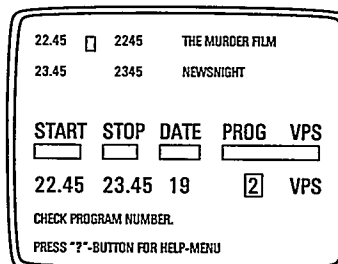 22.45 2245 THE MURDER FILM
23.45 2345 NEWSNIGHT
START STOP DATE PROG VPS
22.45 23.45 19 2 VPS
CHECK PROGRAM NUMBER.
PRESS "?"-BUTTON FOR HELP-MENU